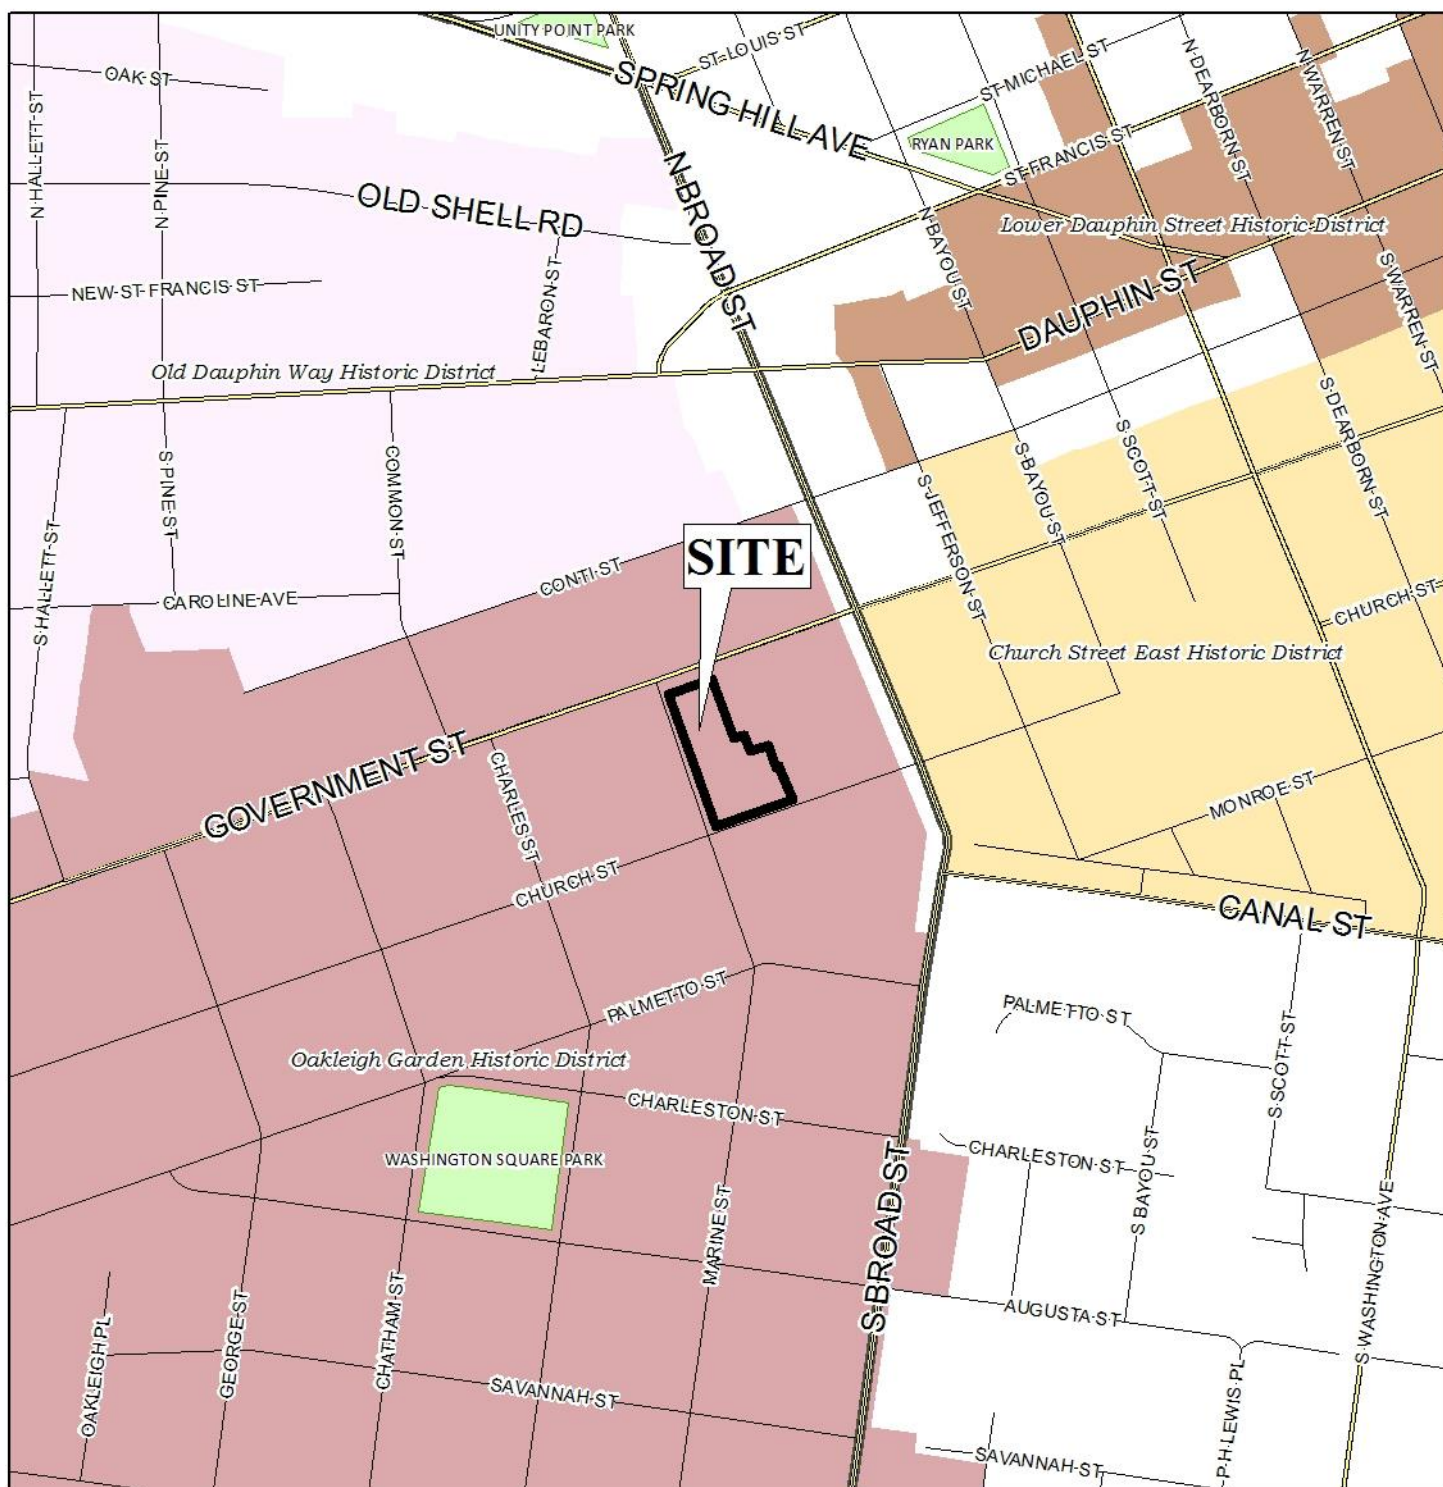 UNITY POINT PARK
ST LOUIS ST
OAK ST
SPRING HILL AVE
ST MICHAEL ST
N DEARBORN ST
N WARREN ST
N HALLETT ST
N PINE ST
RYAN PARK
ST FRANCIS ST
OLD SHELL RD
N BROAD ST
N BAYOU ST
Lower Dauphin Street Historic District
NEW ST FRANCIS ST
LEBARON ST
DAUPHIN ST
S WARREN ST
Old Dauphin Way Historic District
S DEARBORN ST
S PINE ST
COMMON ST
S JEFFERSON ST
S BAYOU ST
S SCOTT ST
SITE
S HALLETT ST
CAROLINE AVE
CONTI ST
CHURCH ST
Church Street East Historic District
GOVERNMENT ST
CHARLES ST
MONROE ST
CHURCH ST
CANAL ST
PALMETTO ST
PALMETTO ST
Oakleigh Garden Historic District
S SCOTT ST
CHARLESTON ST
WASHINGTON SQUARE PARK
CHARLESTON ST
S BAYOU ST
S BROAD ST
MARINE ST
S WASHINGTON AVE
OAKLEIGH PL
GEORGE ST
CHATHAM ST
AUGUSTA ST
SAVANNAH ST
P H LEWIS PL
SAVANNAH ST